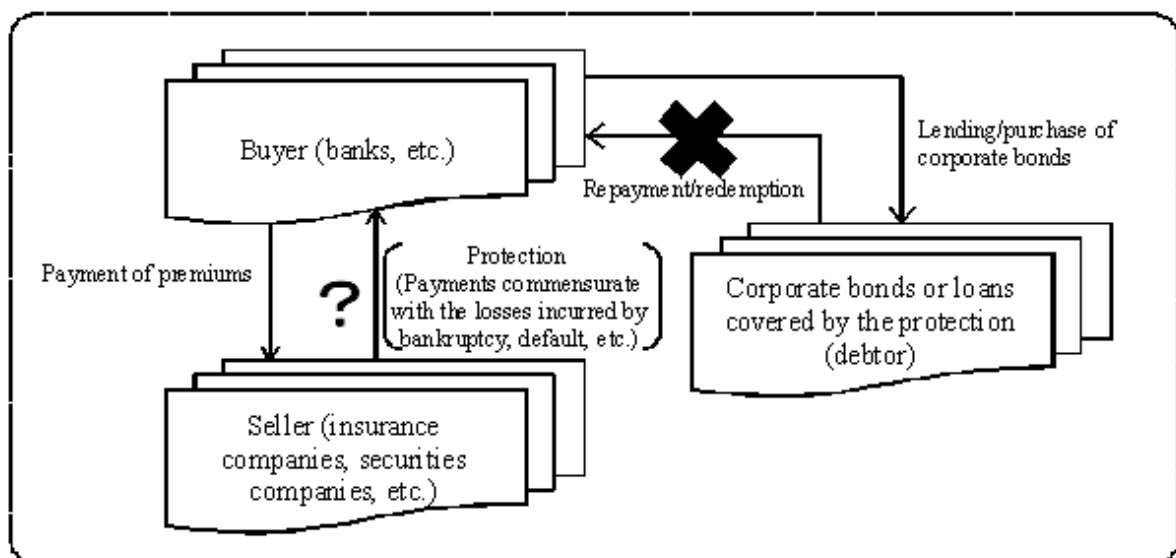 Buyer (banks, etc.)
Lending/purchase of
corporate bonds
Repayment/redemption
Payment of premiums
?
Protection
(Payments commensurate
with the losses incurred by
bankruptcy, default, etc.)
Corporate bonds or loans
covered by the protection
(debtor)
Seller (insurance
companies, securities
companies, etc.)